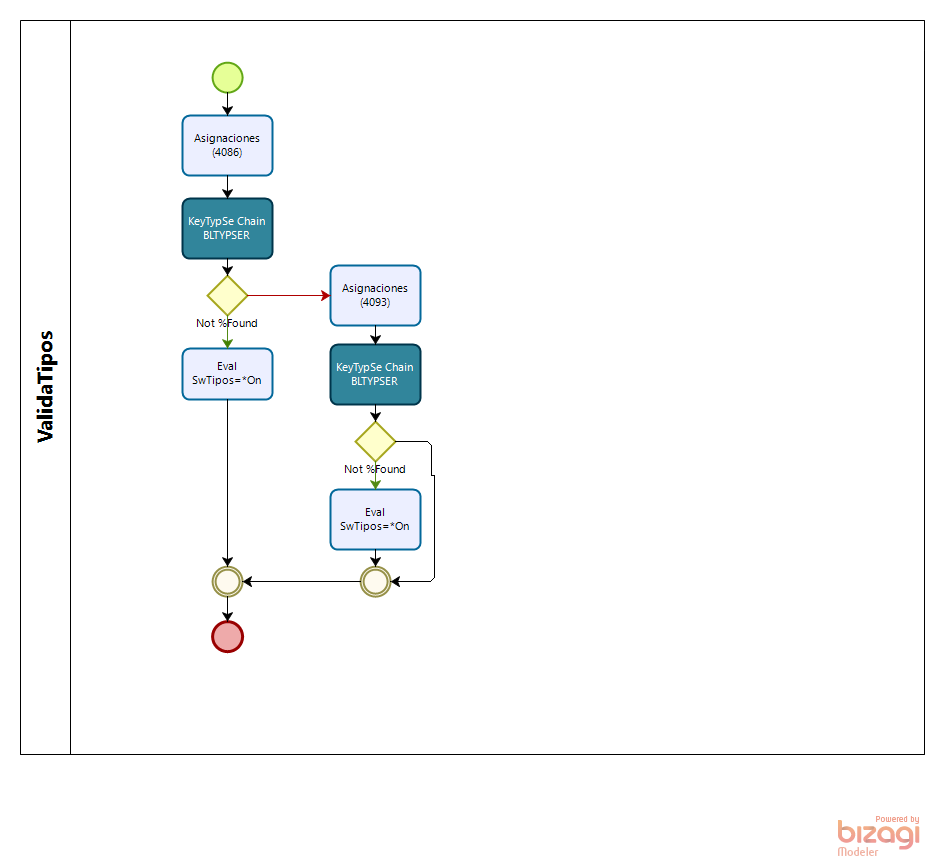 ValidaTipos
Asignaciones
(4086)
KeyTypSe Chain
BLTYPSER
Not %Found
Eval
SwTipos=*On
Asignaciones
(4093)
KeyTypSe Chain
BLTYPSER
Not %Found
Eval
SwTipos=*On
Powered by
bizagi
Modeler